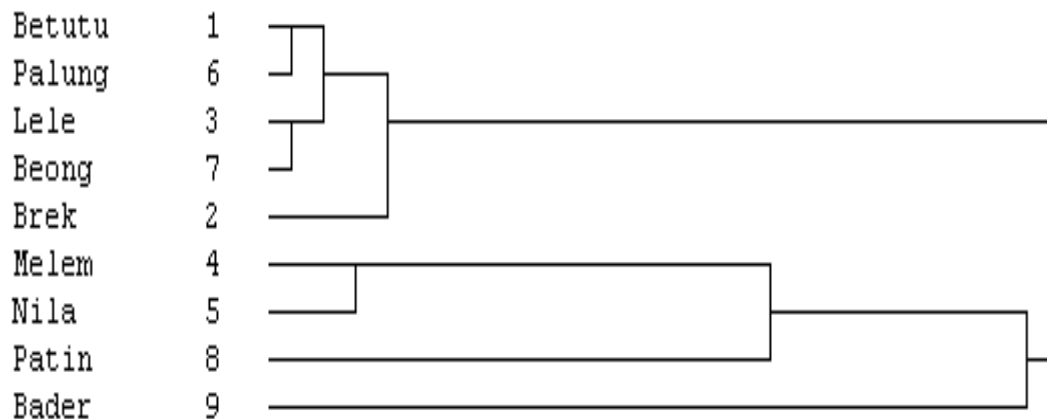 Betutu 1
Palung 6
Lele 3
Beong 7
Brek 2
Melem 4
Nila 5
Patin 8
Bader 9